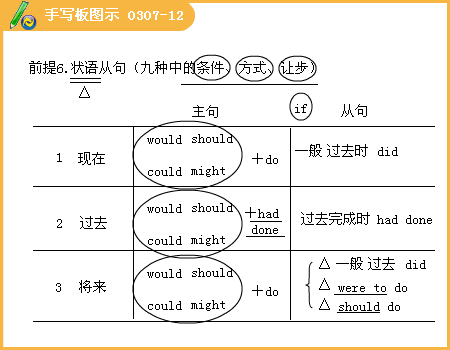 手写板图示 0307-12
前提6.状语从句（九种中的条件、方式、让步）
△
主句 if 从句
would should
1 现在 +do 一般 过去时 did
could might
would should
2 过去 +had done 过去完成时 had done
could might
would should △ 一般 过去 did
3 将来 +do △ were to do
could might △ should do